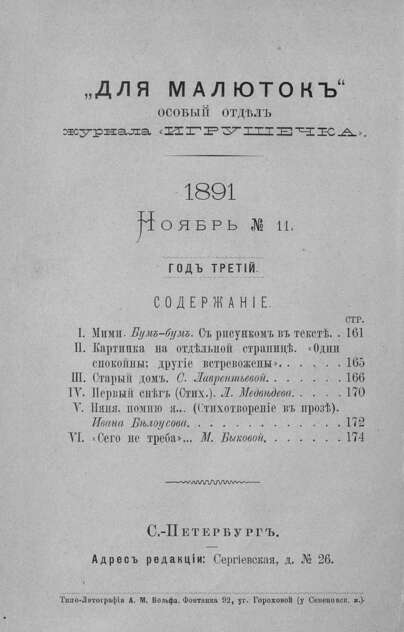 „ДЛЯ МАЛЮТОКЪ“
ОСОБЫЙ ОТДѢЛЪ
журнала «ИГРУШЕЧКА».
1891
НОЯБРЬ № 11.
ГОДЪ ТРЕТІЙ.
СОДЕРЖАНІЕ.
СТР.
I. Мими. Бумъ-бумъ. Съ рисункомъ въ текстѣ. . 161
II. Картинка на отдѣльной страницѣ. «Одни
спокойны; другіе встревожены». . . . . . 165
III. Старый домъ. С. Лаврентьевой. . . . . . . 166
IV. Первый снѣгъ (Стих.). Л. Медвѣдева. . . . . 170
V. Няня. помню я... (Стихотвореніе въ прозѣ).
Ивана Бѣлоусова. . . . . . . . . . . . 172
VI. «Сего не треба»... М. Быковой. . . . . . . 174
С.-ПЕТЕРБУРГЪ.
Адресъ редакціи: Сергіевская, д. № 26.
Типо-Литографія А. М. Вольфа. Фонтанка 92, уг. Гороховой (у Семеновск. м.)